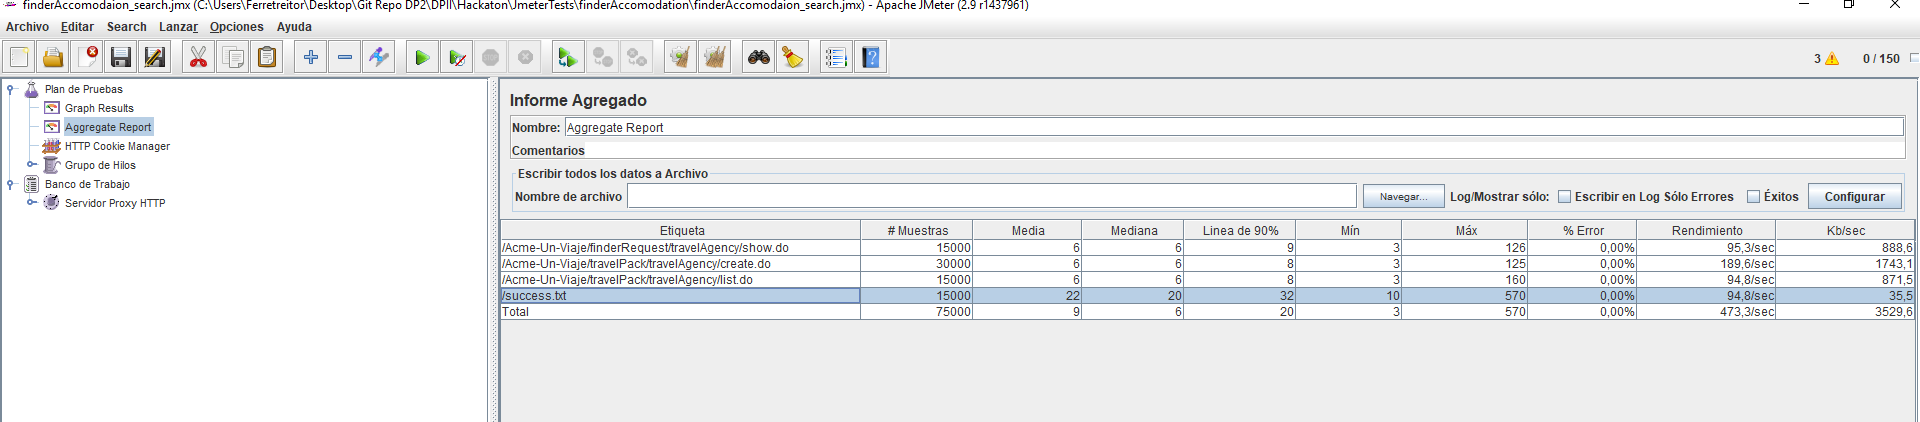 finderAccomodaion_search.jmx (C:\Users\Ferretreitor\Desktop\Git Repo DP2\DPII\Hackaton\JmeterTests\finderAccomodation\finderAccomodaion_search.jmx) - Apache JMeter (2.9 r1437961)
Archivo Editar Search Lanzar Opciones Ayuda
3 0 / 150
Plan de Pruebas
Graph Results
Aggregate Report
HTTP Cookie Manager
Grupo de Hilos
Banco de Trabajo
Servidor Proxy HTTP
Informe Agregado
Nombre: Aggregate Report
Comentarios
Escribir todos los datos a Archivo
Nombre de archivo Navegar... Log/Mostrar sólo: Escribir en Log Sólo Errores Éxitos Configurar
Etiqueta # Muestras Media Mediana Linea de 90% Mín Máx % Error Rendimiento Kb/sec
/Acme-Un-Viaje/finderRequest/travelAgency/show.do 15000 6 6 9 3 126 0,00% 95,3/sec 888,6
/Acme-Un-Viaje/travelPack/travelAgency/create.do 30000 6 6 8 3 125 0,00% 189,6/sec 1743,1
/Acme-Un-Viaje/travelPack/travelAgency/list.do 15000 6 6 8 3 160 0,00% 94,8/sec 871,5
/success.txt 15000 22 20 32 10 570 0,00% 94,8/sec 35,5
Total 75000 9 6 20 3 570 0,00% 473,3/sec 3529,6